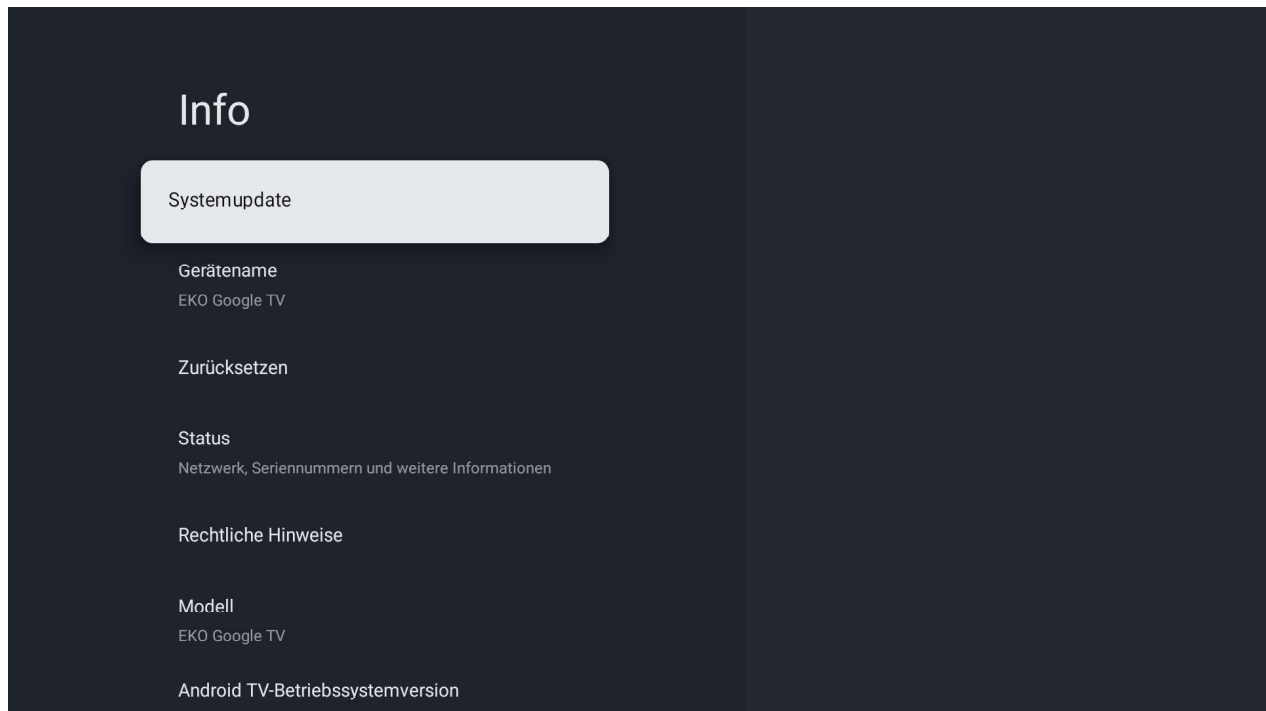 Info
Systemupdate
Gerätename
EKO Google TV
Zurücksetzen
Status
Netzwerk, Seriennummern und weitere Informationen
Rechtliche Hinweise
Modell
EKO Google TV
Android TV-Betriebssystemversion